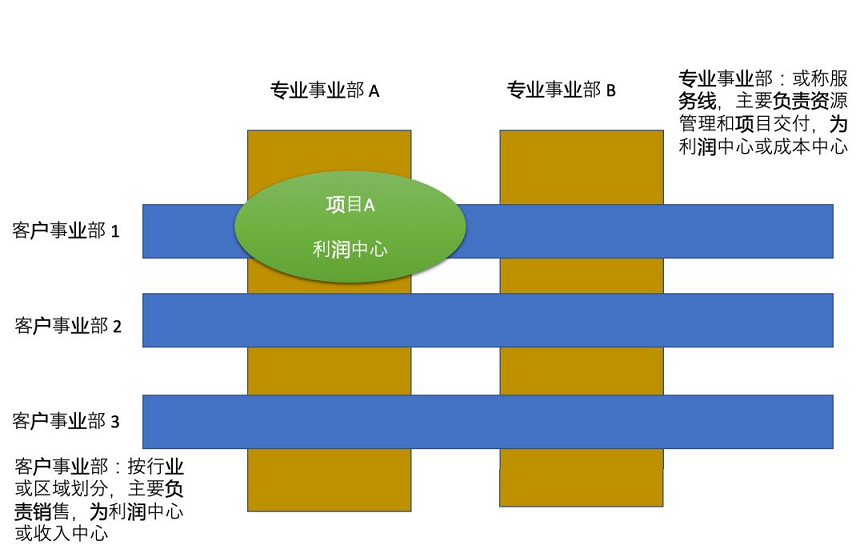 专业事业部 A
专业事业部 B
专业事业部：或称服
务线，主要负责资源
管理和项目交付，为
利润中心或成本中心
项目A
利润中心
客户事业部 1
客户事业部 2
客户事业部 3
客户事业部：按行业
或区域划分，主要负
责销售，为利润中心
或收入中心